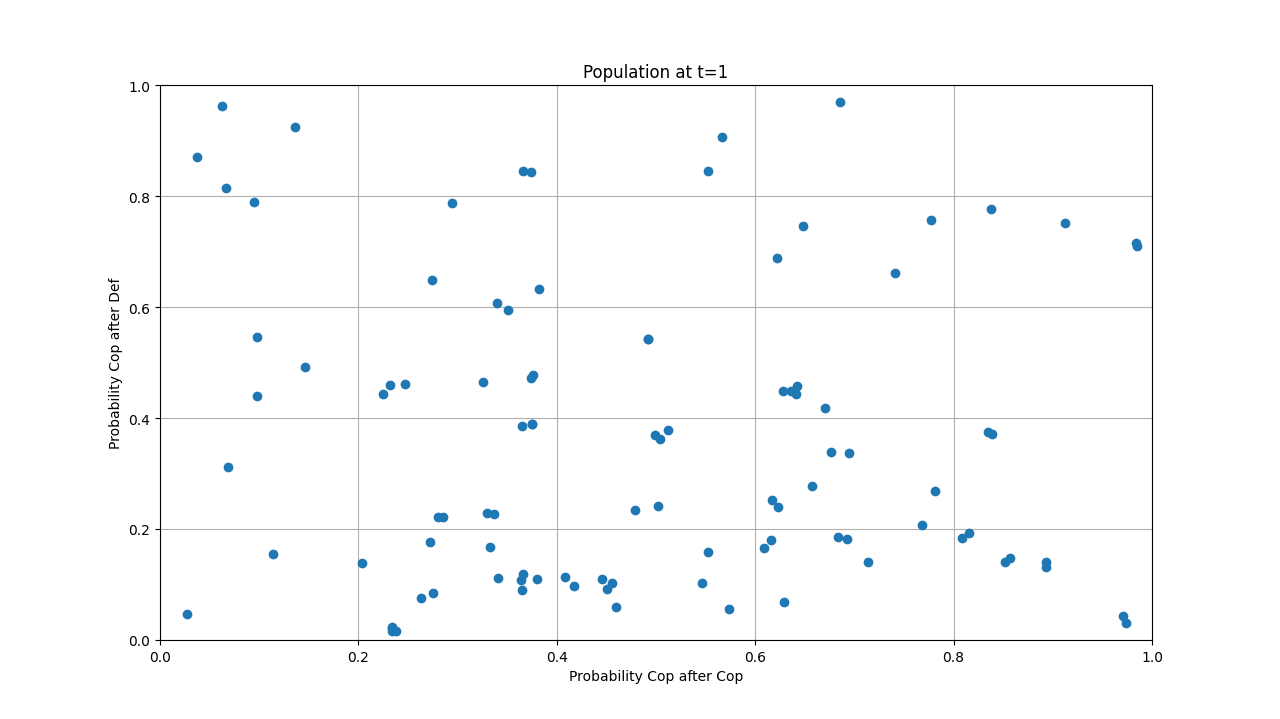 Population at t=1
1.0
0.8
0.6
0.4
0.2
0.0
Probability Cop after Def
0.0 0.2 0.4 0.6 0.8 1.0
Probability Cop after Cop